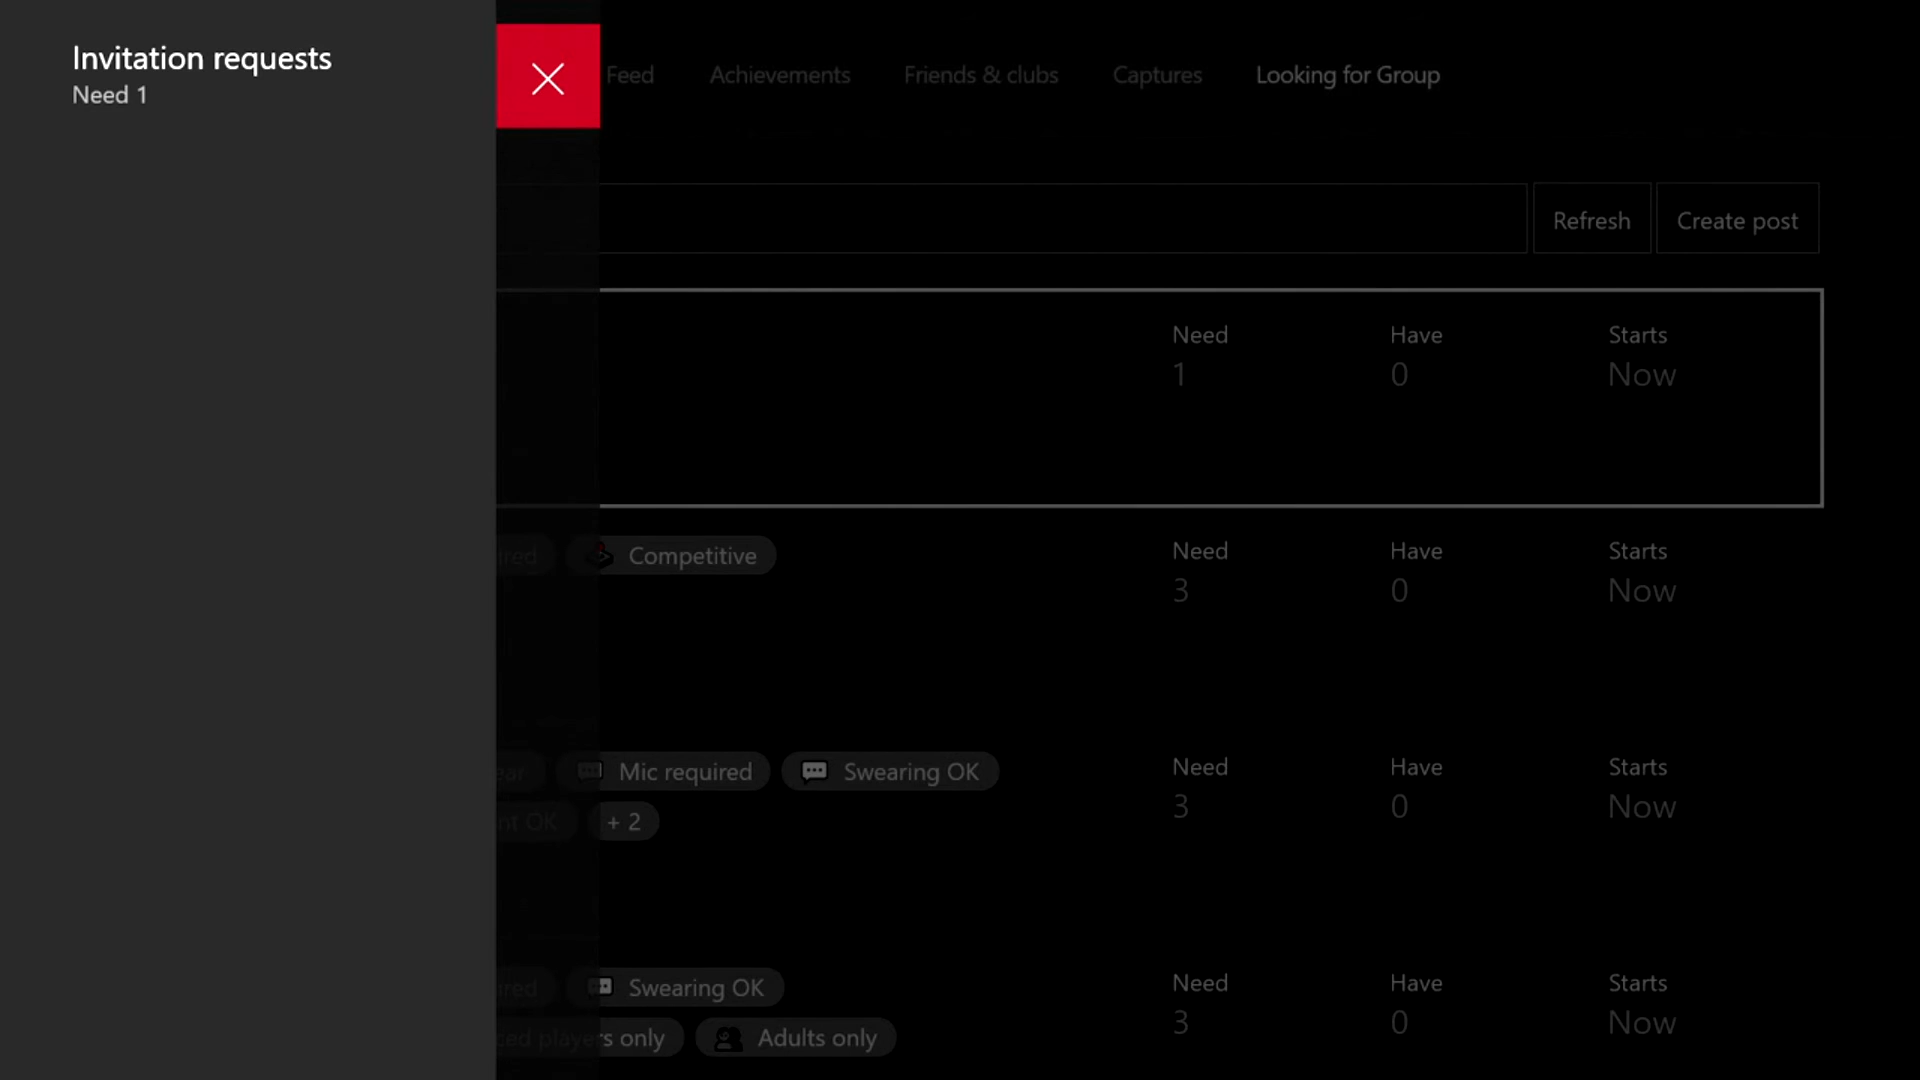 Invitation requests
Need 1
Feed Achievements Friends & clubs Captures Looking for Group
Refresh Create post
Need Have Starts
1 0 Now
Competitive
Need Have Starts
3 0 Now
Mic required Swearing OK
+ 2
Need Have Starts
3 0 Now
Swearing OK
players only Adults only
Need Have Starts
3 0 Now